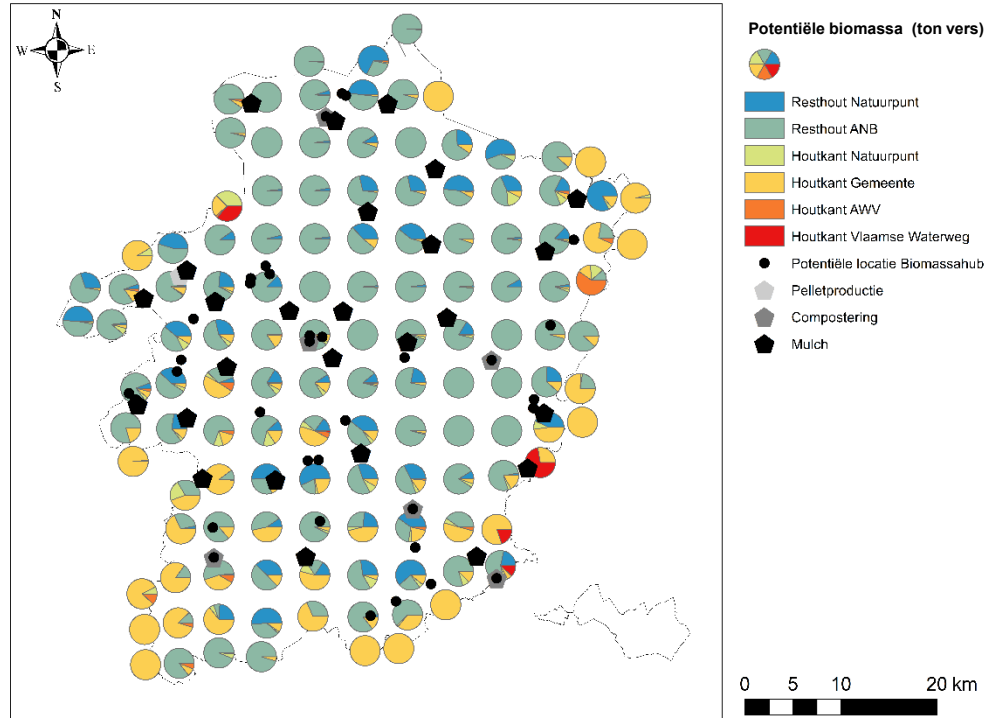 N
W E
S
Potentiële biomassa (ton vers)
Resthout Natuurpunt
Resthout ANB
Houtkant Natuurpunt
Houtkant Gemeente
Houtkant AWV
Houtkant Vlaamse Waterweg
Potentiële locatie Biomassahub
Pelletproductie
Compostering
Mulch
0 5 10 20 km